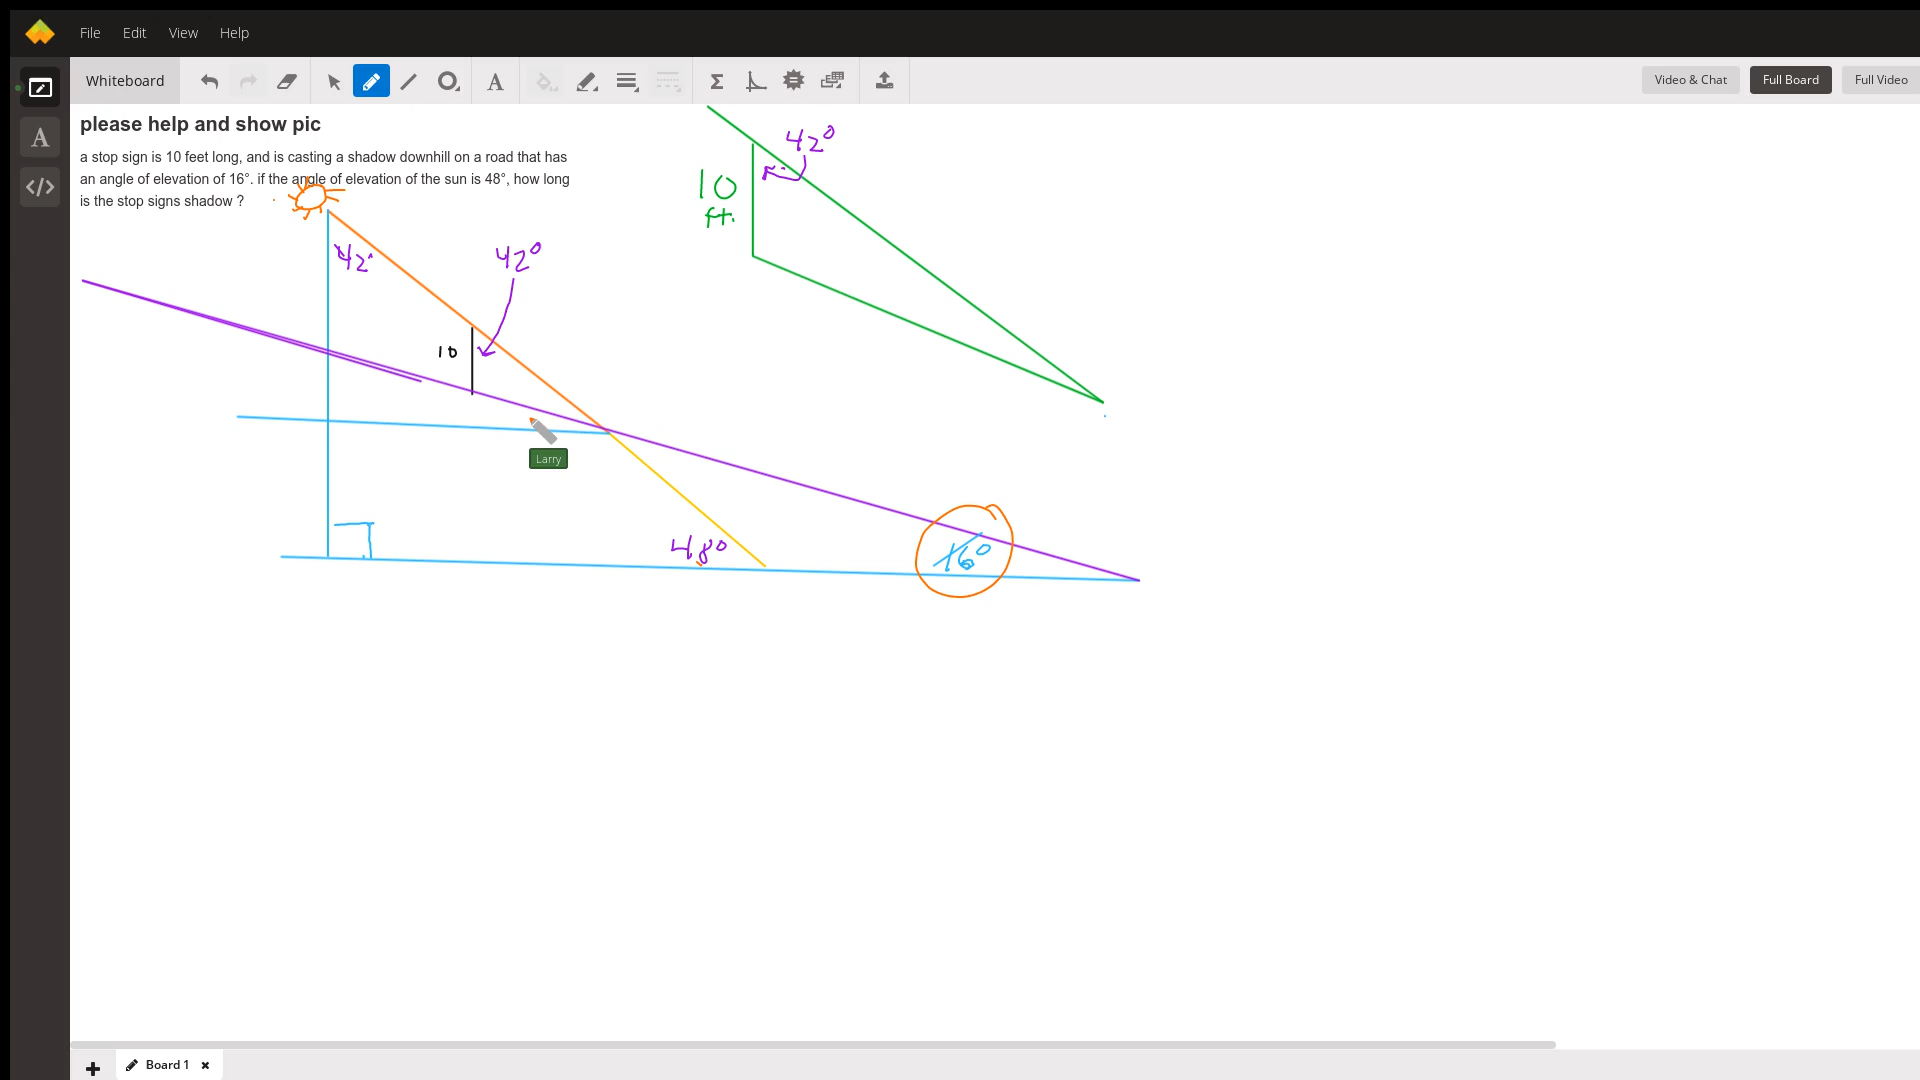 File Edit View Help
Whiteboard
A
Σ
Video & Chat Full Board Full Video
please help and show pic
a stop sign is 10 feet long, and is casting a shadow downhill on a road that has
an angle of elevation of 16°. if the angle of elevation of the sun is 48°, how long
is the stop signs shadow ?
A
</>
42°
10
ft.
42°
42°
10
Larry
48°
16°
Board 1